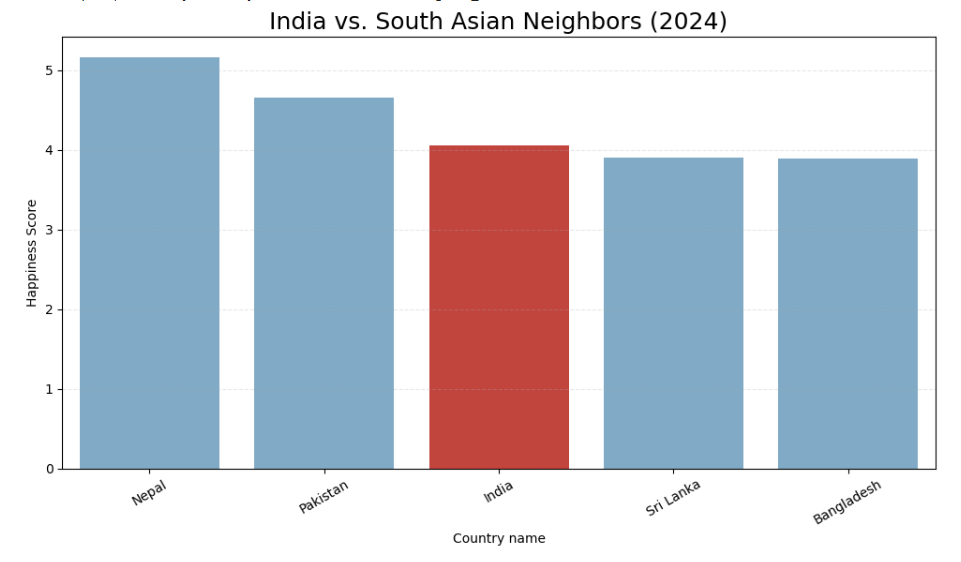 India vs. South Asian Neighbors (2024)
Happiness Score
5
4
3
2
1
0
Nepal
Pakistan
India
Sri Lanka
Bangladesh
Country name